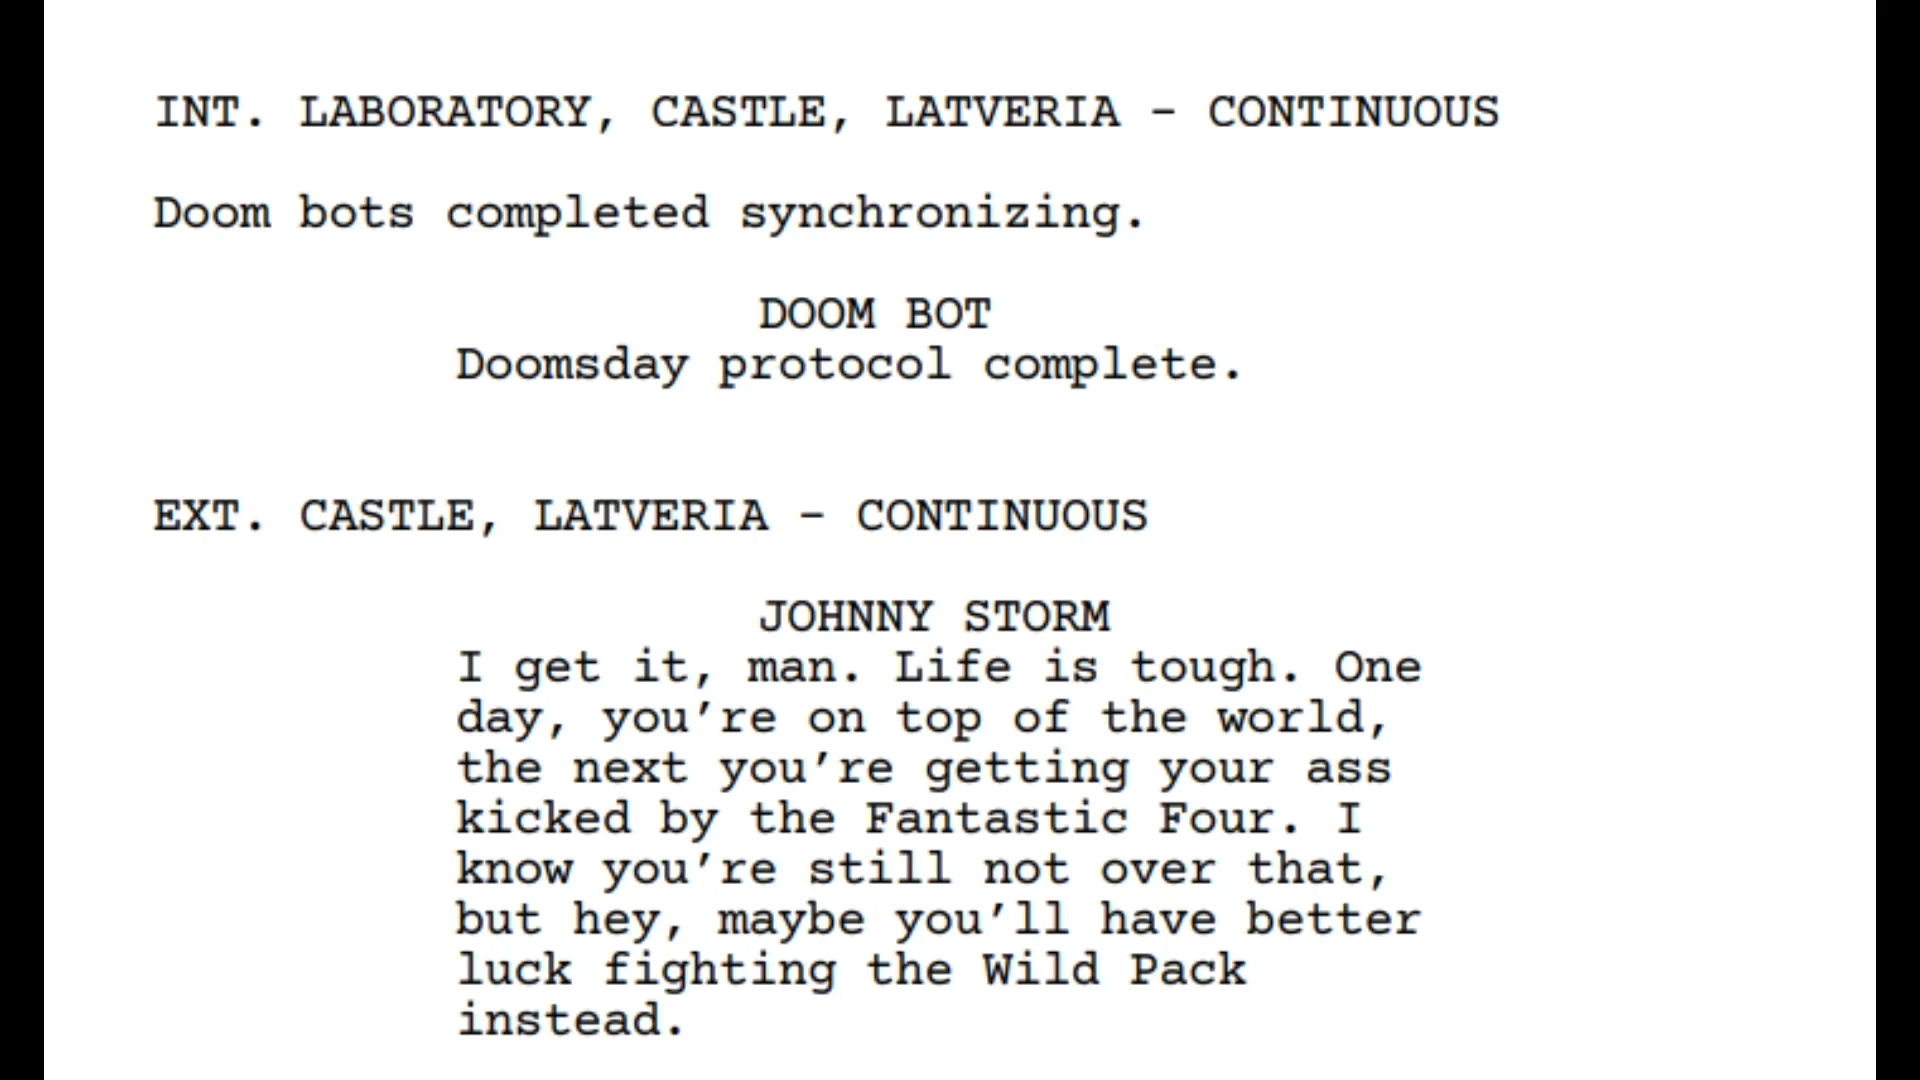 INT. LABORATORY, CASTLE, LATVERIA - CONTINUOUS
Doom bots completed synchronizing.
DOOM BOT
Doomsday protocol complete.
EXT. CASTLE, LATVERIA - CONTINUOUS
JOHNNY STORM
I get it, man. Life is tough. One
day, you’re on top of the world,
the next you’re getting your ass
kicked by the Fantastic Four. I
know you’re still not over that,
but hey, maybe you’ll have better
luck fighting the Wild Pack
instead.